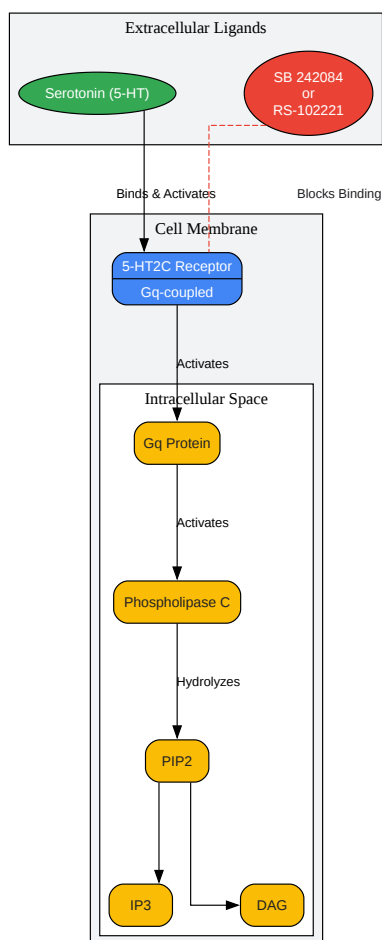 Extracellular Ligands
Serotonin (5-HT)
SB 242084
or
RS-102221
Binds & Activates
Blocks Binding
Cell Membrane
5-HT2C Receptor
Gq-coupled
Activates
Intracellular Space
Gq Protein
Activates
Phospholipase C
Hydrolyzes
PIP2
IP3
DAG